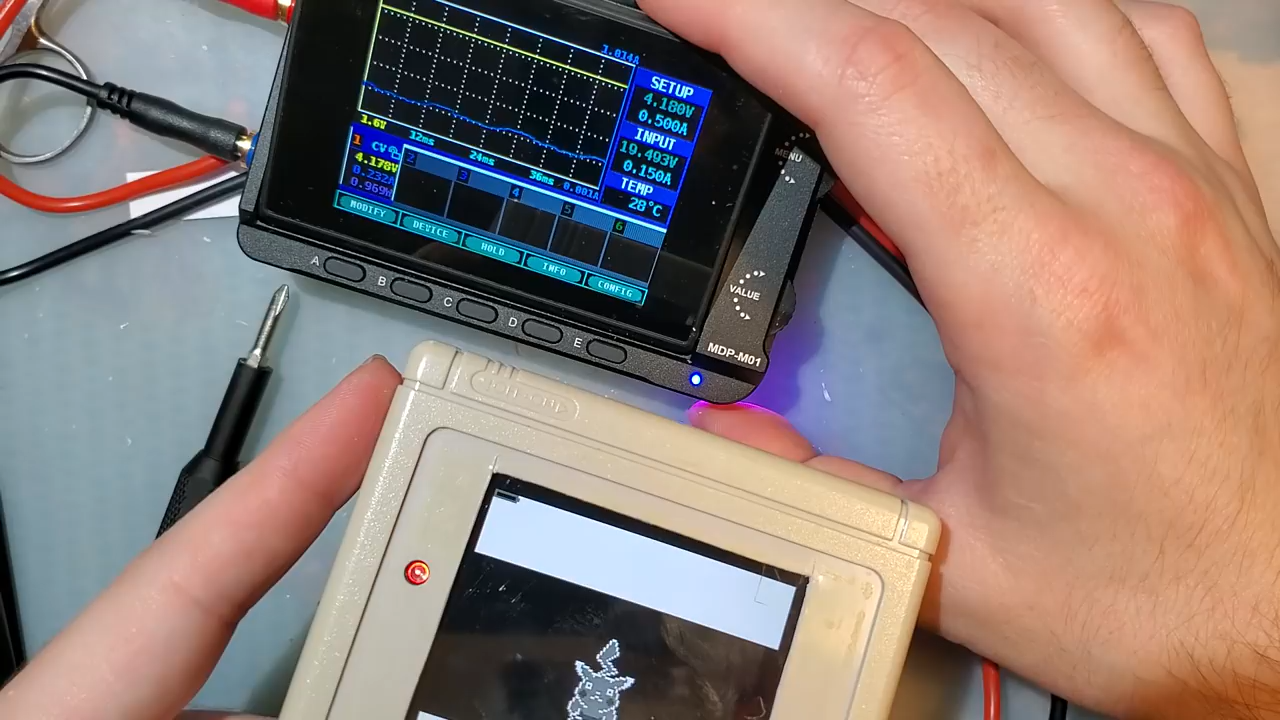 1.014A
SETUP
4.180V
0.500A
INPUT
19.493V
0.150A
TEMP
28°C
1.6V
12ms
24ms
36ms
0.001A
1 CV
4.178V
0.232A
0.969W
2
3
4
5
6
MODIFY
DEVICE
HOLD
INFO
CONFIG
A
B
C
D
E
MENU
VALUE
MDP-M01